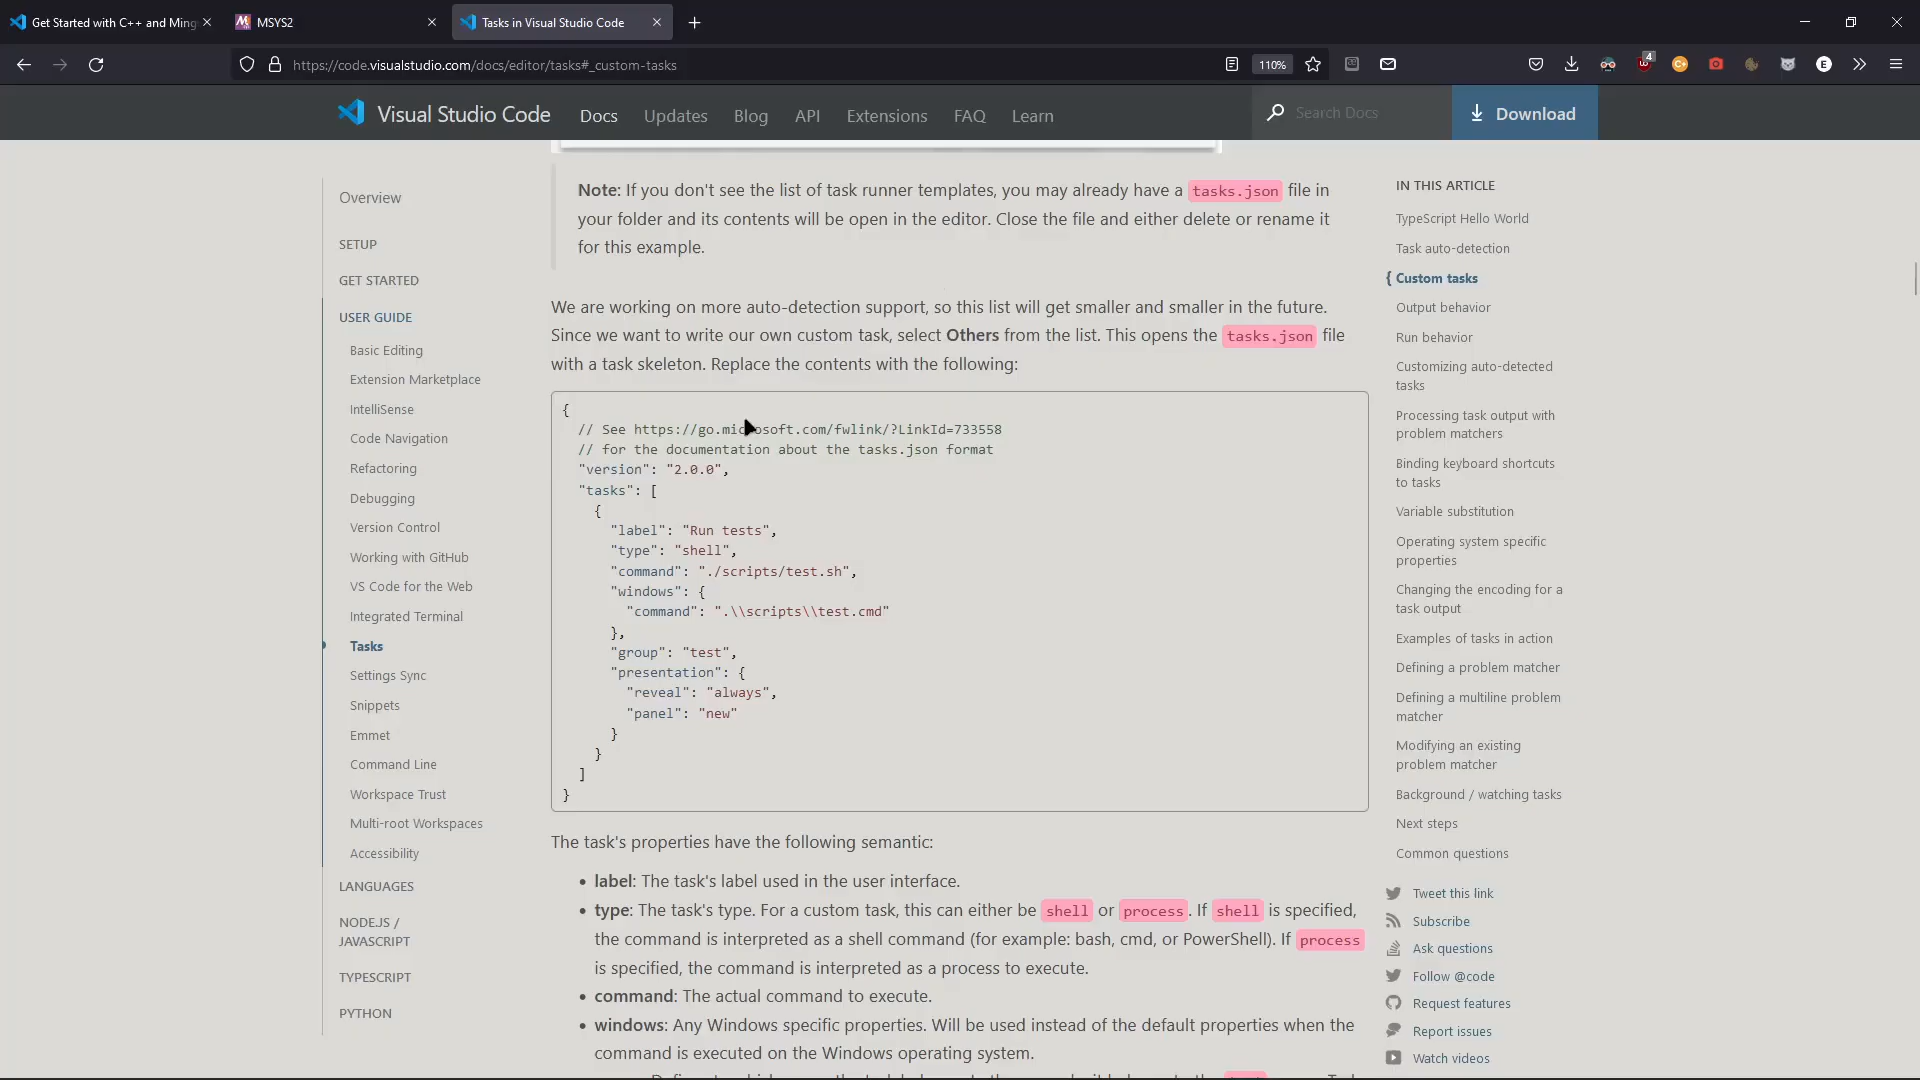 Get Started with C++ and Ming
MSYS2
Tasks in Visual Studio Code
https://code.visualstudio.com/docs/editor/tasks#_custom-tasks
110%
4
Visual Studio Code
Docs
Updates
Blog
API
Extensions
FAQ
Learn
Search Docs
Download
Overview
SETUP
GET STARTED
USER GUIDE
Basic Editing
Extension Marketplace
IntelliSense
Code Navigation
Refactoring
Debugging
Version Control
Working with GitHub
VS Code for the Web
Integrated Terminal
Tasks
Settings Sync
Snippets
Emmet
Command Line
Workspace Trust
Multi-root Workspaces
Accessibility
LANGUAGES
NODE.JS /
JAVASCRIPT
TYPESCRIPT
PYTHON
Note: If you don't see the list of task runner templates, you may already have a tasks.json file in
your folder and its contents will be open in the editor. Close the file and either delete or rename it
for this example.
We are working on more auto-detection support, so this list will get smaller and smaller in the future.
Since we want to write our own custom task, select Others from the list. This opens the tasks.json file
with a task skeleton. Replace the contents with the following:
{
// See https://go.microsoft.com/fwlink/?LinkId=733558
// for the documentation about the tasks.json format
"version": "2.0.0",
"tasks": [
{
"label": "Run tests",
"type": "shell",
"command": "./scripts/test.sh",
"windows": {
"command": ".\\scripts\\test.cmd"
},
"group": "test",
"presentation": {
"reveal": "always",
"panel": "new"
}
}
]
}
The task's properties have the following semantic:
• label: The task's label used in the user interface.
• type: The task's type. For a custom task, this can either be shell or process. If shell is specified,
the command is interpreted as a shell command (for example: bash, cmd, or PowerShell). If process
is specified, the command is interpreted as a process to execute.
• command: The actual command to execute.
• windows: Any Windows specific properties. Will be used instead of the default properties when the
command is executed on the Windows operating system.
IN THIS ARTICLE
TypeScript Hello World
Task auto-detection
{ Custom tasks
Output behavior
Run behavior
Customizing auto-detected
tasks
Processing task output with
problem matchers
Binding keyboard shortcuts
to tasks
Variable substitution
Operating system specific
properties
Changing the encoding for a
task output
Examples of tasks in action
Defining a problem matcher
Defining a multiline problem
matcher
Modifying an existing
problem matcher
Background / watching tasks
Next steps
Common questions
Tweet this link
Subscribe
Ask questions
Follow @code
Request features
Report issues
Watch videos